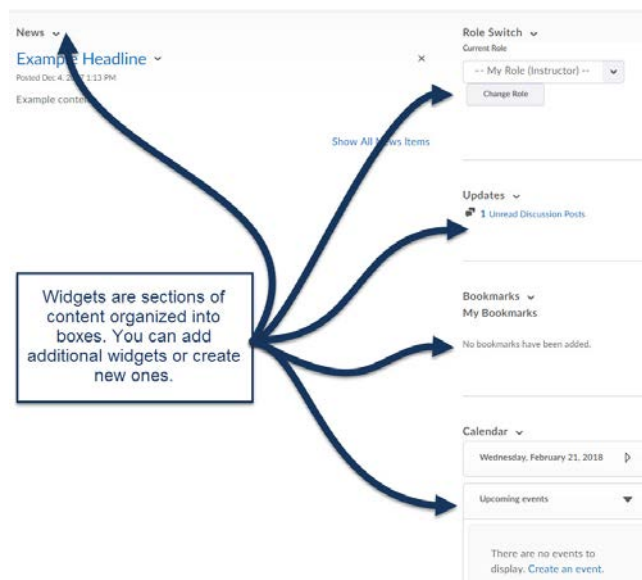 News
Example Headline
Posted Dec 4, 1:13 PM
Example content
Show All News Items
Widgets are sections of
content organized into
boxes. You can add
additional widgets or create
new ones.
Role Switch
Current Role
-- My Role (Instructor) --
Change Role
Updates
1 Unread Discussion Posts
Bookmarks
My Bookmarks
No bookmarks have been added.
Calendar
Wednesday, February 21, 2018
Upcoming events
There are no events to
display. Create an event.